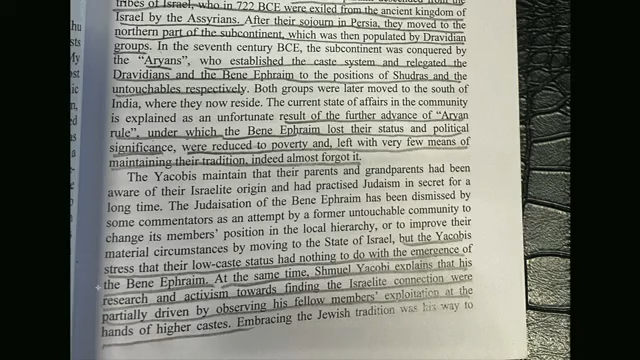 tribes of Israel, who in 722 BCE were exiled from the ancient kingdom of
Israel by the Assyrians. After their sojourn in Persia, they moved to the
northern part of the subcontinent, which was then populated by Dravidian
groups. In the seventh century BCE, the subcontinent was conquered by
the “Aryans’, who established the caste system and relegated the
Dravidians and the Bene Ephraim to the positions of Shudras and the
untouchables respectively. Both groups were later moved to the south of
India, where they now reside. The current state of affairs in the community
is explained as an unfortunate result of the further advance of “Aryan
rule”, under which the Bene Ephraim lost their status and political
significance, were reduced to poverty and, left with very few means of
maintaining their tradition, indeed almost forgot it.
The Yacobis maintain that their parents and grandparents had been
aware of their Israelite origin and had practised Judaism in secret for a
long time. The Judaisation of the Bene Ephraim has been dismissed by
some commentators as an attempt by a former untouchable community to
change its members’ position in the local hierarchy, or to improve their
material circumstances by moving to the State of Israel, but the Yacobis
stress that their low-caste status had nothing to do with the emergence of
the Bene Ephraim. At the same time, Shmuel Yacobi explains that his
research and activism towards finding the Israelite connection were
partially driven by observing his fellow members’ exploitation at the
hands of higher castes. Embracing the Jewish tradition was his way to